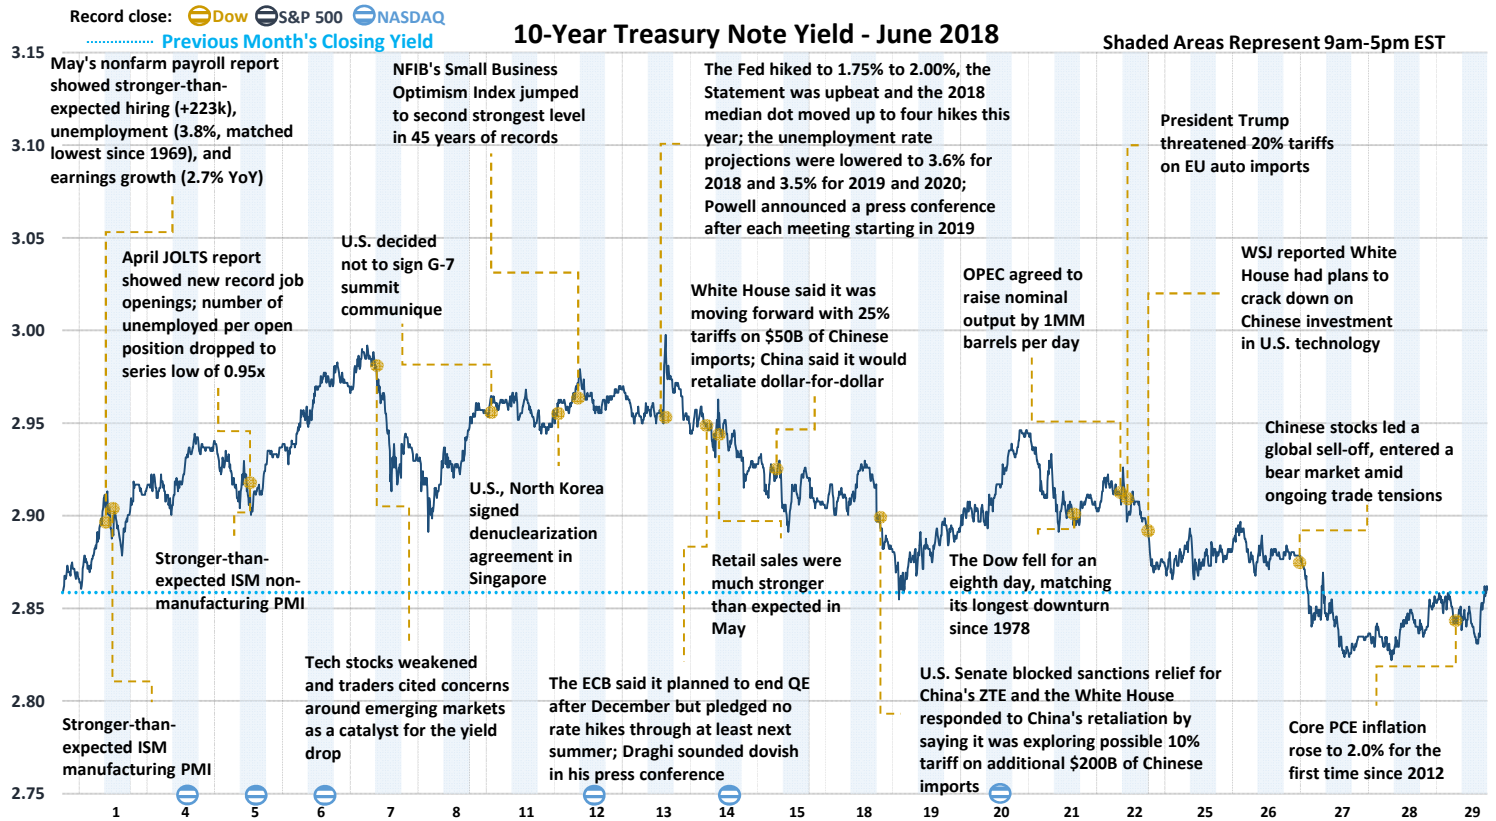 Record close: Dow S&P 500 NASDAQ
Previous Month's Closing Yield
10-Year Treasury Note Yield - June 2018
Shaded Areas Represent 9am-5pm EST
3.15
3.10
3.05
3.00
2.95
2.90
2.85
2.80
2.75
May's nonfarm payroll report
showed stronger-than-
expected hiring (+223k),
unemployment (3.8%, matched
lowest since 1969), and
earnings growth (2.7% YoY)
April JOLTS report
showed new record job
openings; number of
unemployed per open
position dropped to
series low of 0.95x
U.S. decided
not to sign G-7
summit
communique
NFIB's Small Business
Optimism Index jumped
to second strongest level
in 45 years of records
The Fed hiked to 1.75% to 2.00%, the
Statement was upbeat and the 2018
median dot moved up to four hikes this
year; the unemployment rate
projections were lowered to 3.6% for
2018 and 3.5% for 2019 and 2020;
Powell announced a press conference
after each meeting starting in 2019
White House said it was
moving forward with 25%
tariffs on $50B of Chinese
imports; China said it would
retaliate dollar-for-dollar
President Trump
threatened 20% tariffs
on EU auto imports
OPEC agreed to
raise nominal
output by 1MM
barrels per day
WSJ reported White
House had plans to
crack down on
Chinese investment
in U.S. technology
Chinese stocks led a
global sell-off, entered a
bear market amid
ongoing trade tensions
Stronger-than-
expected ISM non-
manufacturing PMI
Stronger-than-
expected ISM
manufacturing PMI
Tech stocks weakened
and traders cited concerns
around emerging markets
as a catalyst for the yield
drop
U.S., North Korea
signed
denuclearization
agreement in
Singapore
The ECB said it planned to end QE
after December but pledged no
rate hikes through at least next
summer; Draghi sounded dovish
in his press conference
Retail sales were
much stronger
than expected in
May
The Dow fell for an
eighth day, matching
its longest downturn
since 1978
U.S. Senate blocked sanctions relief for
China's ZTE and the White House
responded to China's retaliation by
saying it was exploring possible 10%
tariff on additional $200B of Chinese
imports
Core PCE inflation
rose to 2.0% for the
first time since 2012
1 4 5 6 7 8 11 12 13 14 15 18 19 20 21 22 25 26 27 28 29